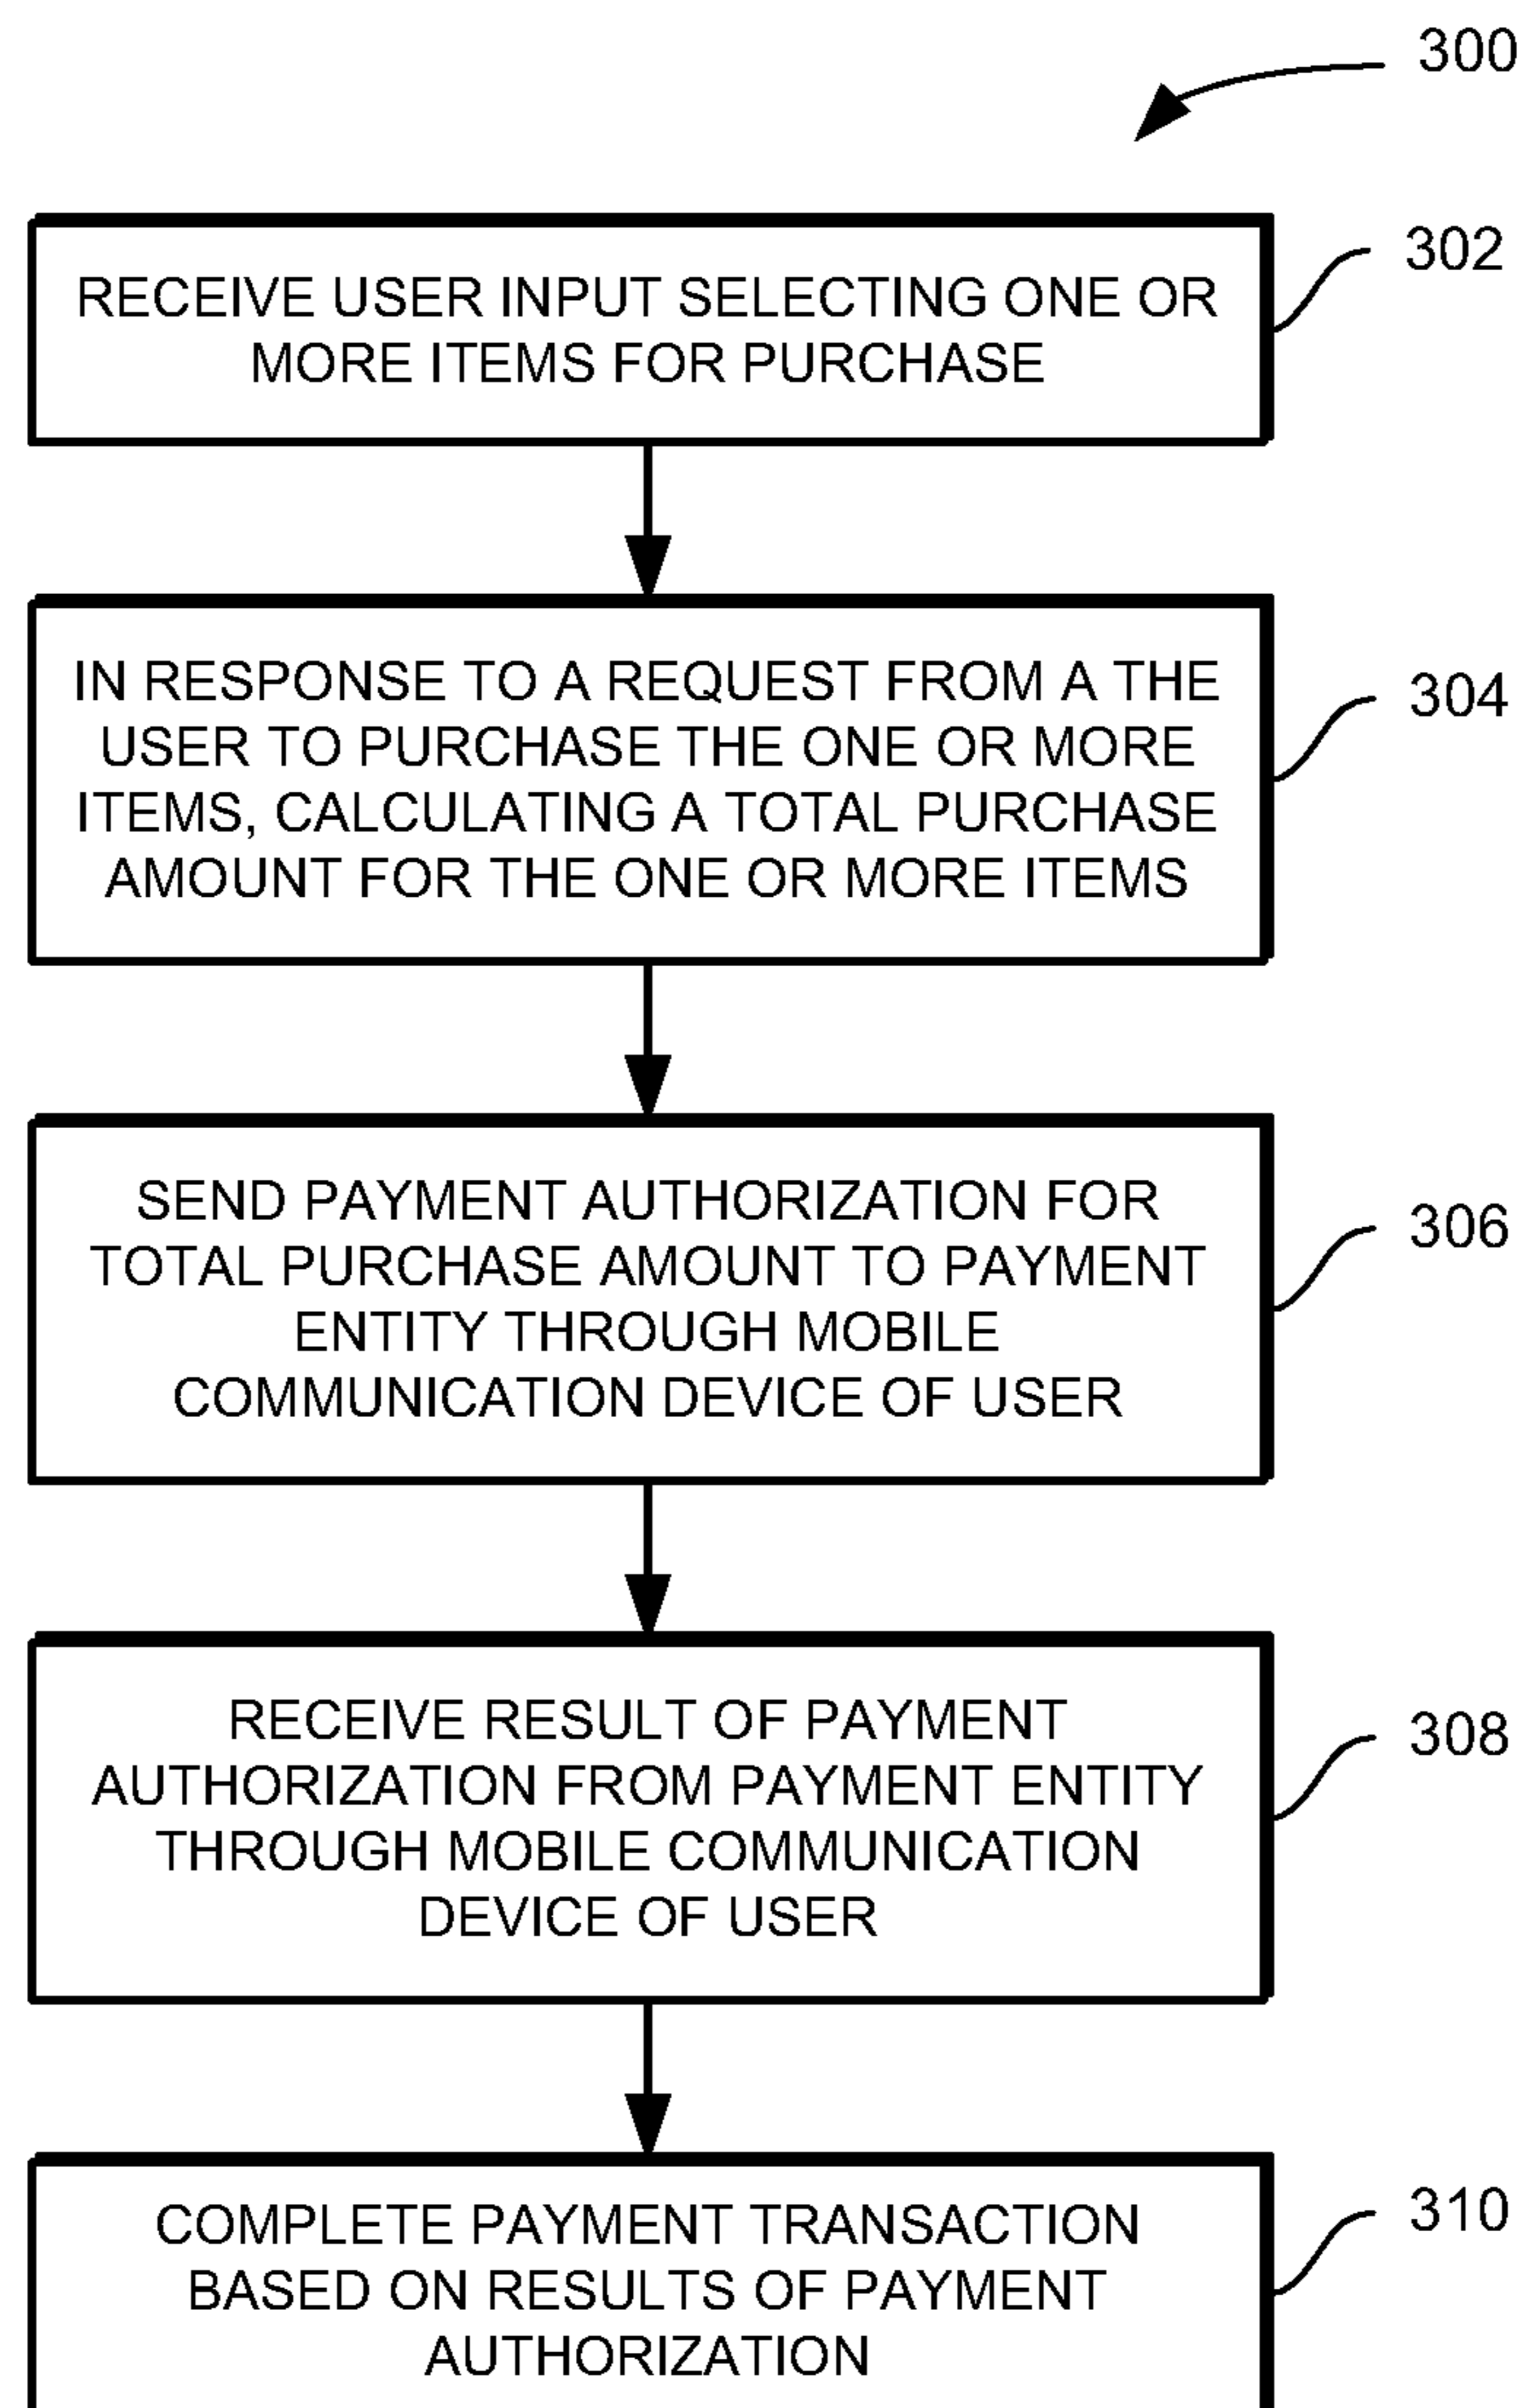 300
RECEIVE USER INPUT SELECTING ONE OR
MORE ITEMS FOR PURCHASE
302
IN RESPONSE TO A REQUEST FROM A THE
USER TO PURCHASE THE ONE OR MORE
ITEMS, CALCULATING A TOTAL PURCHASE
AMOUNT FOR THE ONE OR MORE ITEMS
304
SEND PAYMENT AUTHORIZATION FOR
TOTAL PURCHASE AMOUNT TO PAYMENT
ENTITY THROUGH MOBILE
COMMUNICATION DEVICE OF USER
306
RECEIVE RESULT OF PAYMENT
AUTHORIZATION FROM PAYMENT ENTITY
THROUGH MOBILE COMMUNICATION
DEVICE OF USER
308
COMPLETE PAYMENT TRANSACTION
BASED ON RESULTS OF PAYMENT
AUTHORIZATION
310